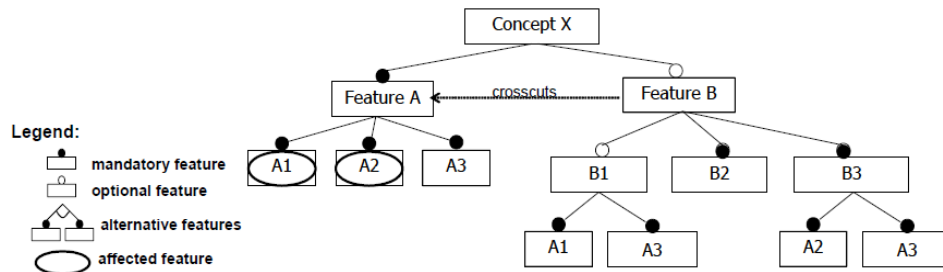 Concept X
Feature A
crosscuts
Feature B
Legend:
mandatory feature
optional feature
alternative features
affected feature
A1
A2
A3
B1
B2
B3
A1
A3
A2
A3